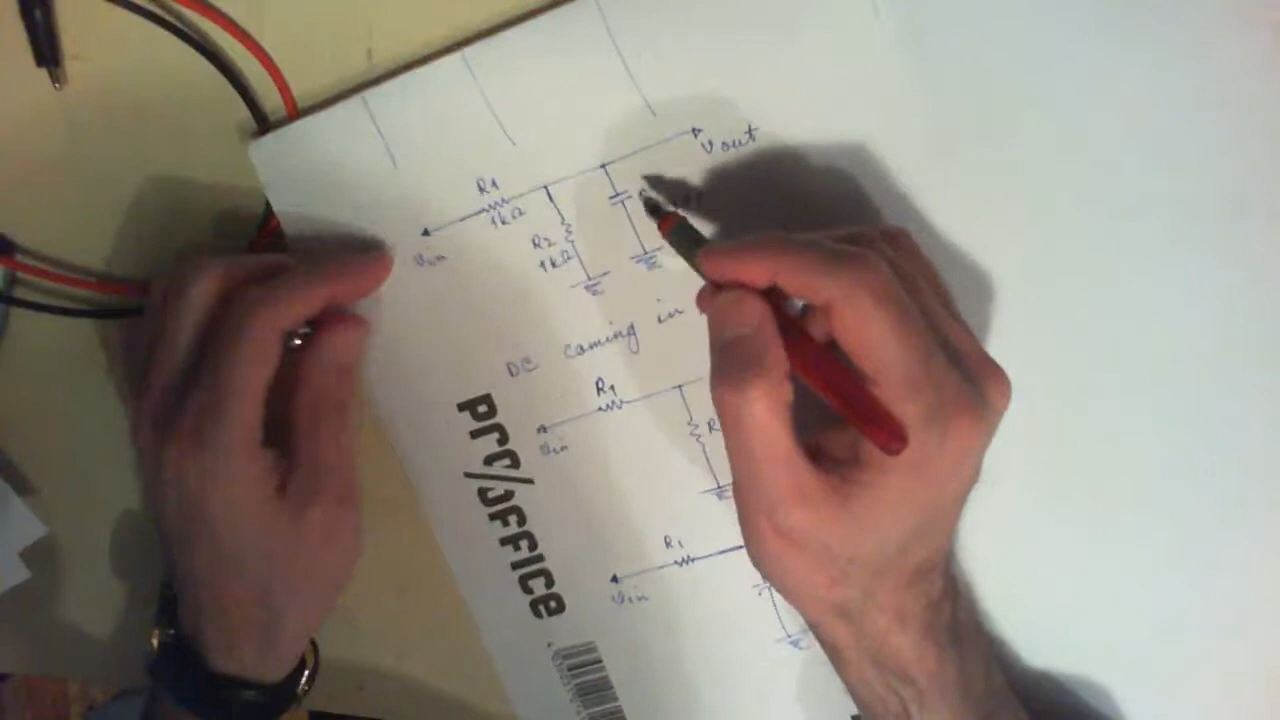 Vout
R1
1kΩ
Vin
R2
1kΩ
DC coming in
R1
Vin
R
R1
Vin
pro/office